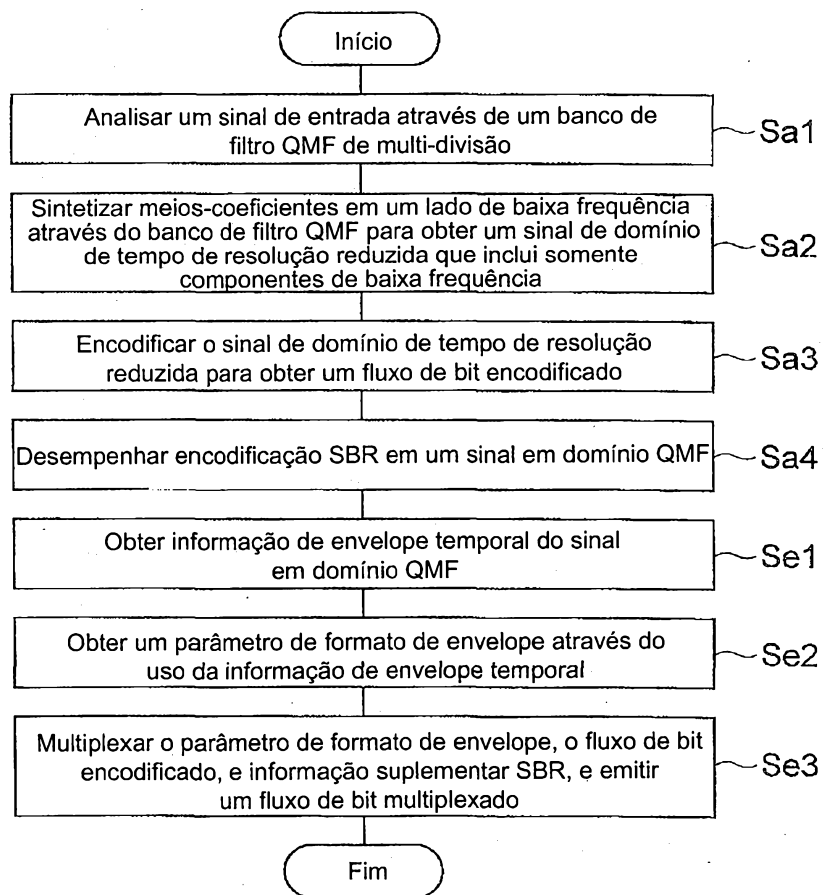 Início
Analisar um sinal de entrada através de um banco de
filtro QMF de multi-divisão
Sa1
Sintetizar meios-coeficientes em um lado de baixa frequência
através do banco de filtro QMF para obter um sinal de domínio
de tempo de resolução reduzida que inclui somente
componentes de baixa frequência
Sa2
Encodificar o sinal de domínio de tempo de resolução
reduzida para obter um fluxo de bit encodificado
Sa3
Desempenhar encodificação SBR em um sinal em domínio QMF
Sa4
Obter informação de envelope temporal do sinal
em domínio QMF
Se1
Obter um parâmetro de formato de envelope através do
uso da informação de envelope temporal
Se2
Multiplexar o parâmetro de formato de envelope, o fluxo de bit
encodificado, e informação suplementar SBR, e emitir
um fluxo de bit multiplexado
Se3
Fim